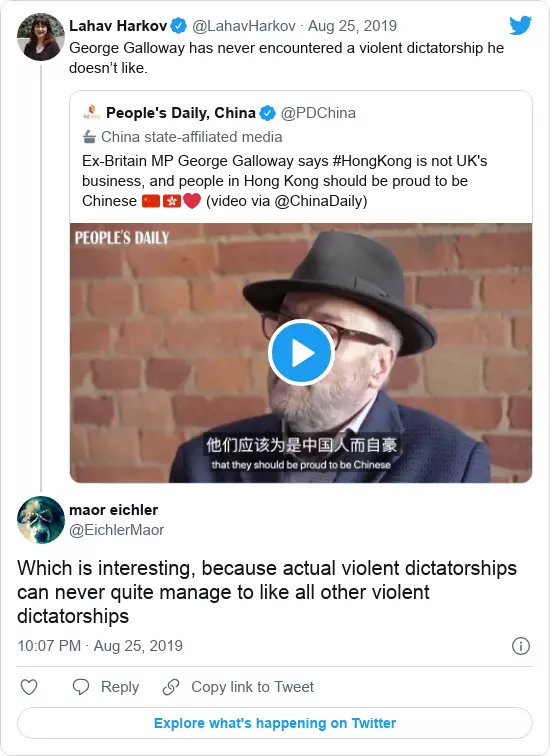 Lahav Harkov @LahavHarkov · Aug 25, 2019
George Galloway has never encountered a violent dictatorship he
doesn’t like.
People's Daily, China @PDChina
China state-affiliated media
Ex-Britain MP George Galloway says #HongKong is not UK's
business, and people in Hong Kong should be proud to be
Chinese 🇨🇳🇭🇰❤️ (video via @ChinaDaily)
PEOPLE'S DAILY
他们应该为是中国人而自豪
that they should be proud to be Chinese
maor eichler
@EichlerMaor
Which is interesting, because actual violent dictatorships
can never quite manage to like all other violent
dictatorships
10:07 PM · Aug 25, 2019
Reply Copy link to Tweet
Explore what's happening on Twitter